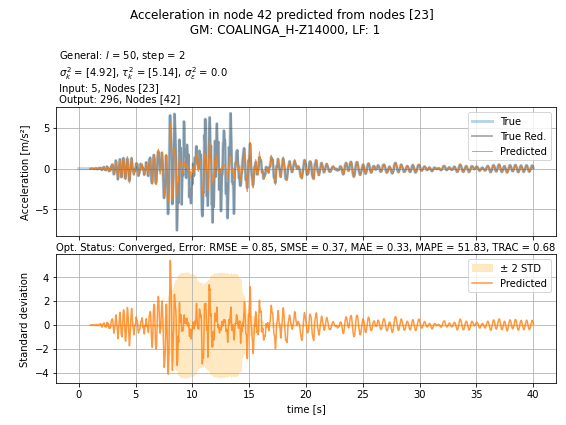 Acceleration in node 42 predicted from nodes [23]
GM: COALINGA_H-Z14000, LF: 1
General: l = 50, step = 2
σ²ₖ = [4.92], τ²ₖ = [5.14], σ²ε = 0.0
Input: 5, Nodes [23]
Output: 296, Nodes [42]
Acceleration [m/s²]
5
0
−5
True
True Red.
Predicted
Opt. Status: Converged, Error: RMSE = 0.85, SMSE = 0.37, MAE = 0.33, MAPE = 51.83, TRAC = 0.68
Standard deviation
4
2
0
−2
−4
± 2 STD
Predicted
0 5 10 15 20 25 30 35 40
time [s]